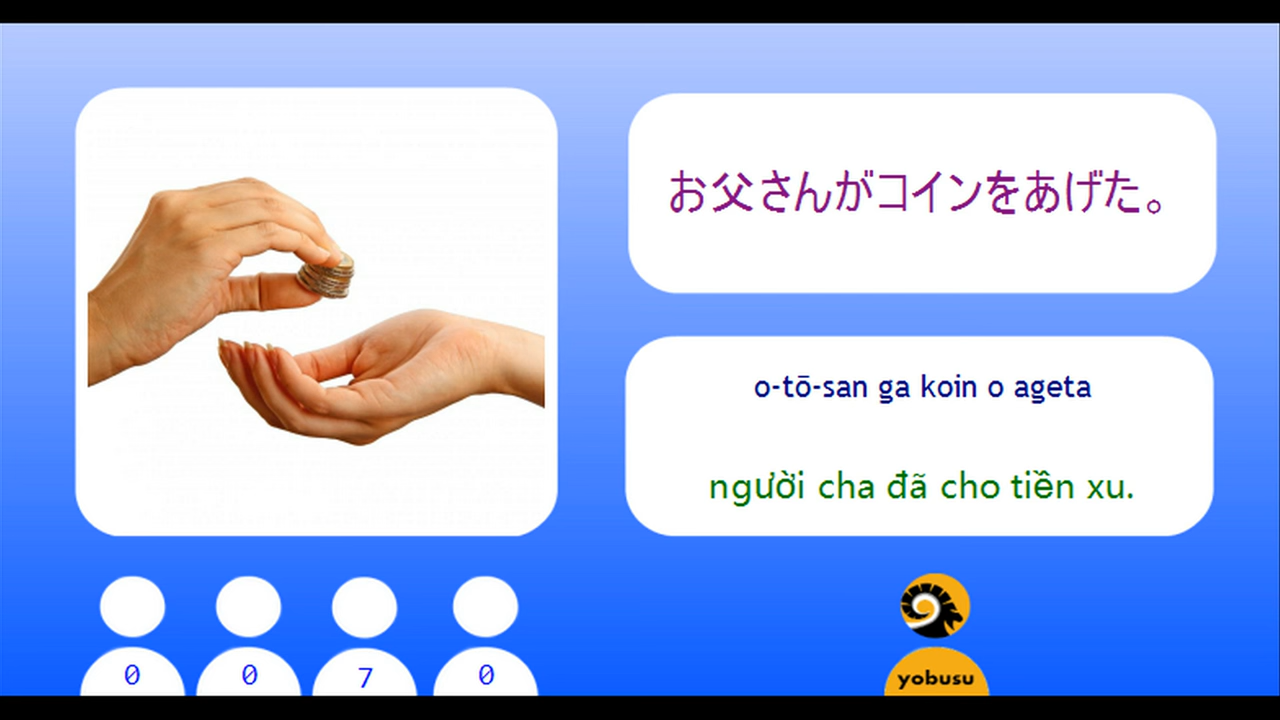 お父さんがコインをあげた。
o-tō-san ga koin o ageta
người cha đã cho tiền xu.
0 0 7 0
yobusu